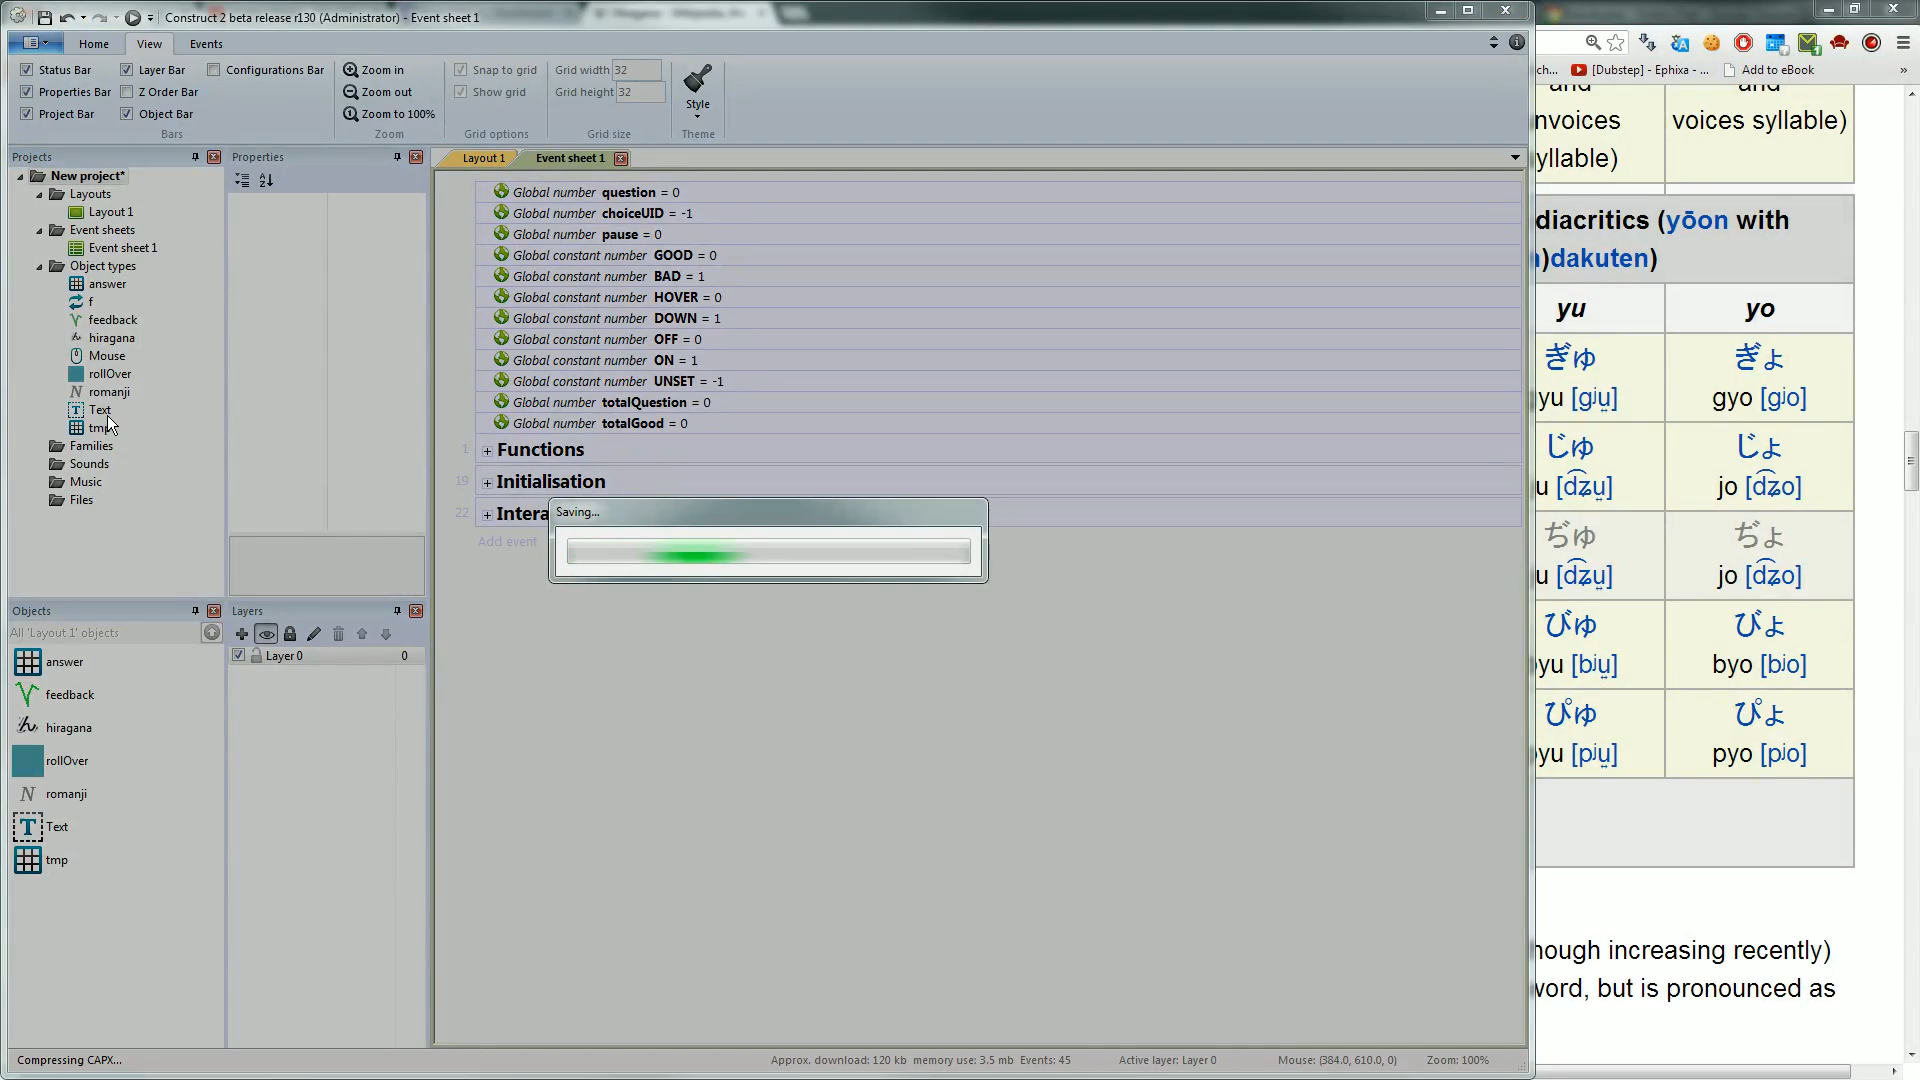 Construct 2 beta release r130 (Administrator) - Event sheet 1
Home
View
Events
Status Bar
Layer Bar
Configurations Bar
Properties Bar
Z Order Bar
Project Bar
Object Bar
Bars
Zoom in
Zoom out
Zoom to 100%
Zoom
Snap to grid
Show grid
Grid options
Grid width 32
Grid height 32
Grid size
Style
Theme
Projects
New project*
Layouts
Layout 1
Event sheets
Event sheet 1
Object types
answer
f
feedback
hiragana
Mouse
rollOver
romanji
Text
tmp
Families
Sounds
Music
Files
Properties
Objects
All 'Layout 1' objects
answer
feedback
hiragana
rollOver
romanji
Text
tmp
Layers
Layer 0 0
Layout 1
Event sheet 1
Global number question = 0
Global number choiceUID = -1
Global number pause = 0
Global constant number GOOD = 0
Global constant number BAD = 1
Global constant number HOVER = 0
Global constant number DOWN = 1
Global constant number OFF = 0
Global constant number ON = 1
Global constant number UNSET = -1
Global number totalQuestion = 0
Global number totalGood = 0
1 Functions
19 Initialisation
22 Intera
Add event
Saving...
Compressing CAPX...
Approx. download: 120 kb memory use: 3.5 mb Events: 45
Active layer: Layer 0
Mouse: (384.0, 610.0, 0)
Zoom: 100%
ch...
[Dubstep] - Ephixa - ...
Add to eBook
»
and and
nvoices voices syllable)
yllable)
diacritics (yōon with
)dakuten)
yu yo
ぎゅ ぎょ
yu [gʲɯ̤] gyo [gʲo]
じゅ じょ
u [d͡ʑɯ̤] jo [d͡ʑo]
ぢゅ ぢょ
u [d͡ʑɯ̤] jo [d͡ʑo]
びゅ びょ
yu [bʲɯ̤] byo [bʲo]
ぴゅ ぴょ
yu [pʲɯ̤] pyo [pʲo]
hough increasing recently)
word, but is pronounced as